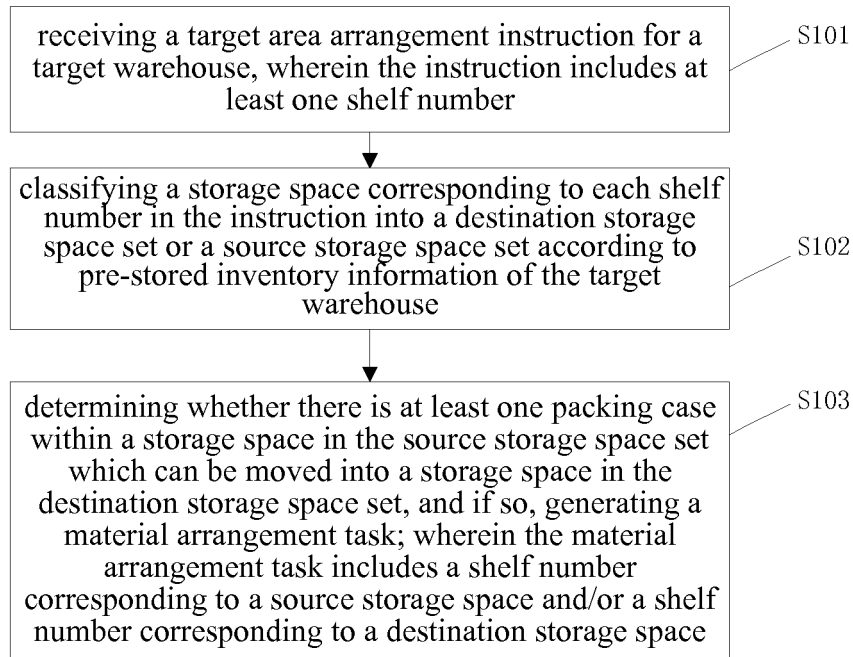 receiving a target area arrangement instruction for a
target warehouse, wherein the instruction includes at
least one shelf number
S101
classifying a storage space corresponding to each shelf
number in the instruction into a destination storage
space set or a source storage space set according to
pre-stored inventory information of the target
warehouse
S102
determining whether there is at least one packing case
within a storage space in the source storage space set
which can be moved into a storage space in the
destination storage space set, and if so, generating a
material arrangement task; wherein the material
arrangement task includes a shelf number
corresponding to a source storage space and/or a shelf
number corresponding to a destination storage space
S103